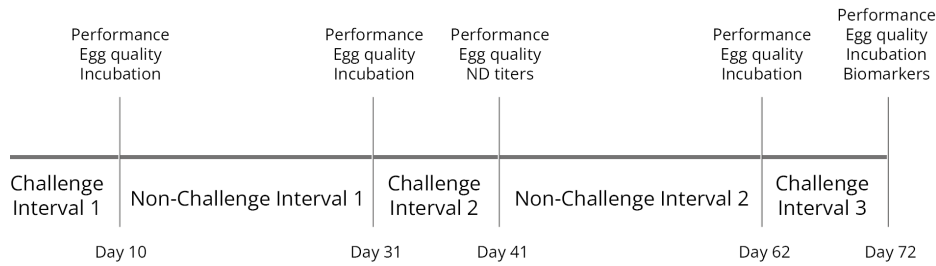 Performance
Egg quality
Incubation
Performance
Egg quality
Incubation
Performance
Egg quality
ND titers
Performance
Egg quality
Incubation
Performance
Egg quality
Incubation
Biomarkers
Challenge
Interval 1
Non-Challenge Interval 1
Challenge
Interval 2
Non-Challenge Interval 2
Challenge
Interval 3
Day 10
Day 31
Day 41
Day 62
Day 72